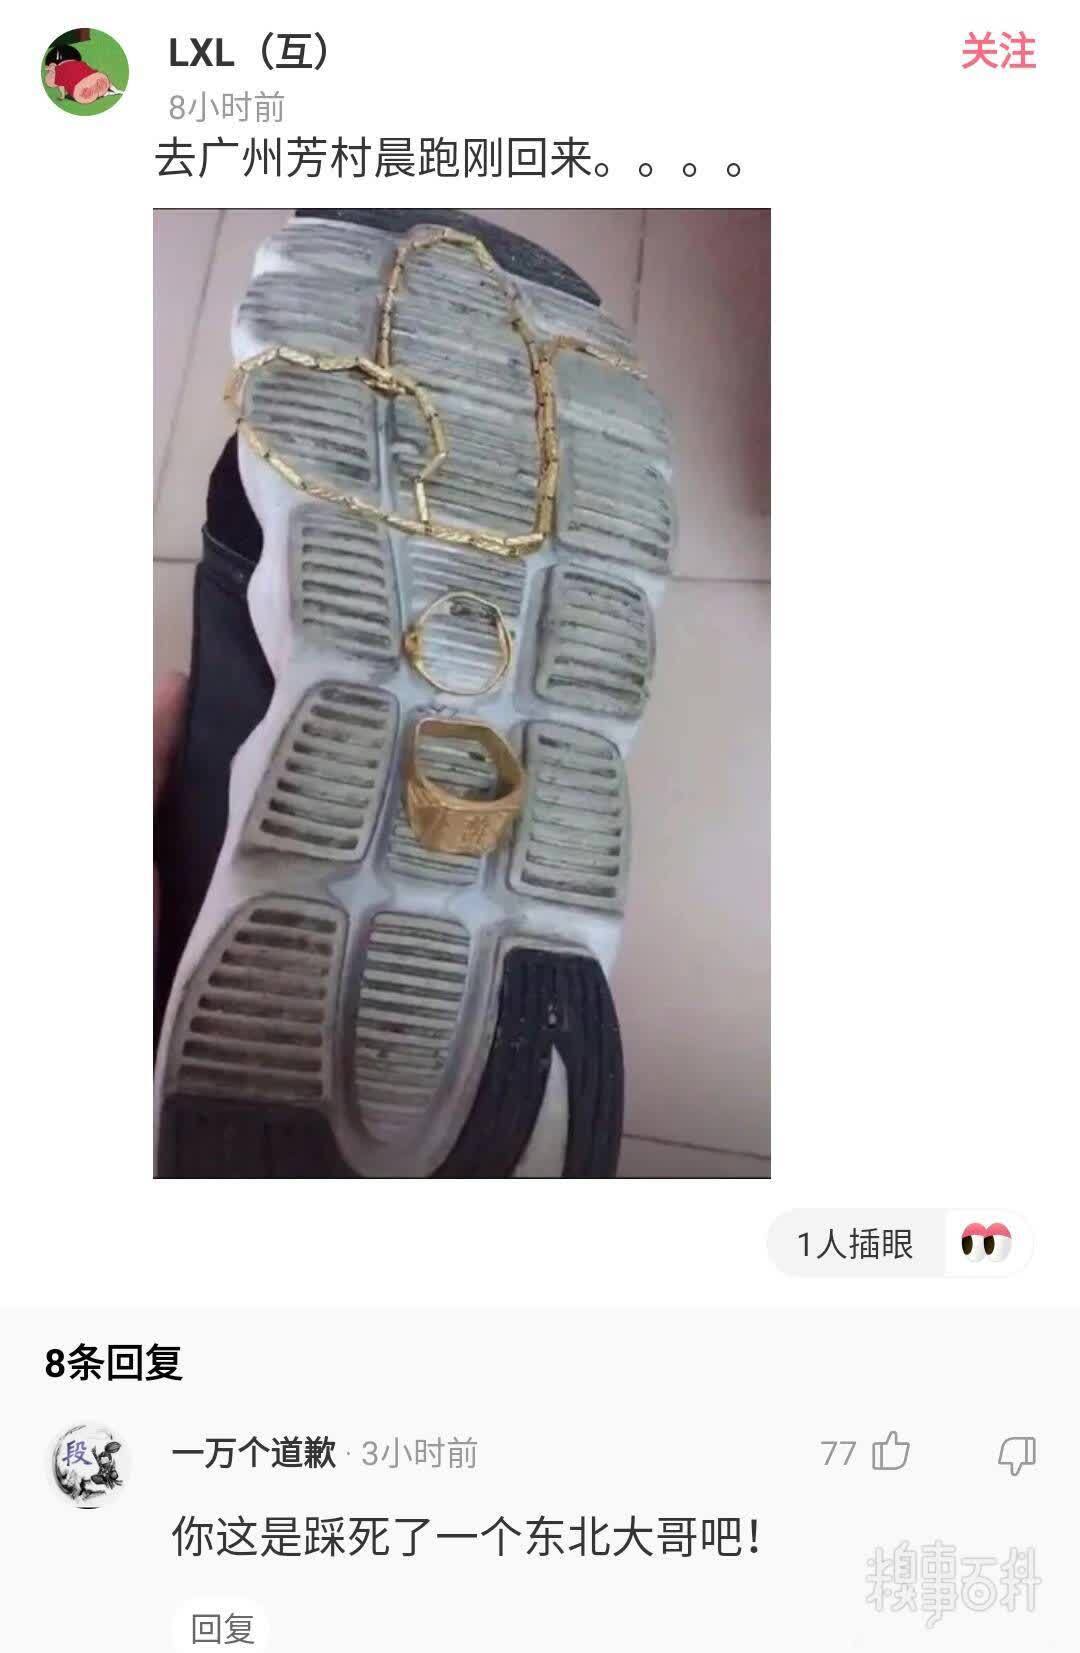 LXL（互）
关注
8小时前
去广州芳村晨跑刚回来。。。。
1人插眼
8条回复
段
一万个道歉 · 3小时前
77
你这是踩死了一个东北大哥吧！
糗事百科
回复